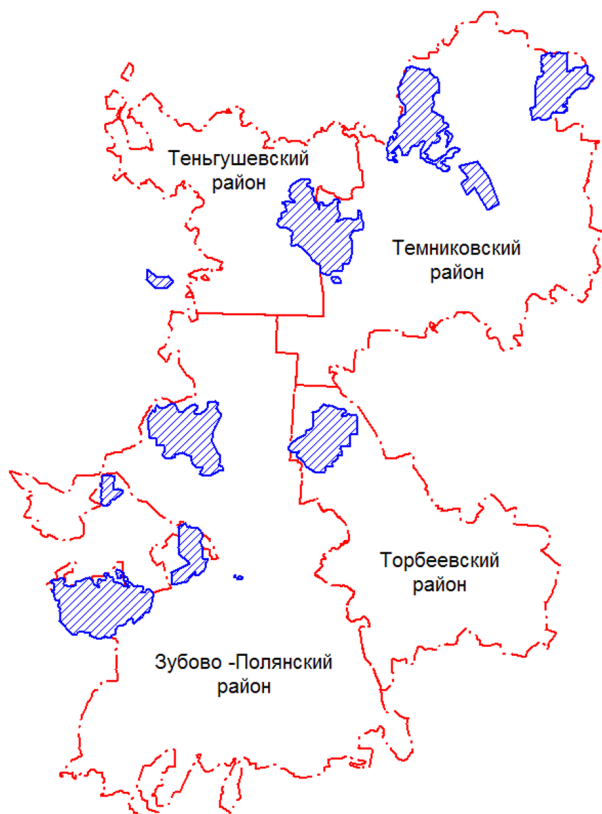 Теньгушевский
район
Темниковский
район
Торбеевский
район
Зубово -Полянский
район